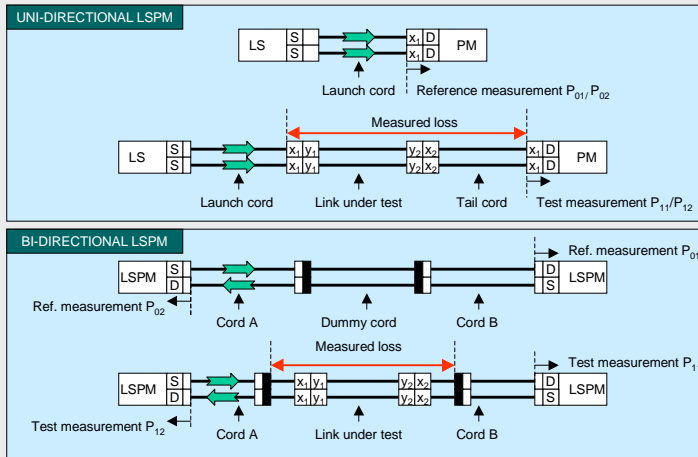 UNI-DIRECTIONAL LSPM
LS S x₁ D PM
S x₁ D
Launch cord Reference measurement P₀₁/P₀₂
Measured loss
LS S x₁ y₁ y₂ x₂ x₁ D PM
S x₁ y₁ y₂ x₂ x₁ D
Launch cord Link under test Tail cord Test measurement P₁₁/P₁₂
BI-DIRECTIONAL LSPM
Ref. measurement P₀₁
LSPM S D LSPM
D S
Ref. measurement P₀₂
Cord A Dummy cord Cord B
Measured loss
Test measurement P₁₁
LSPM S x₁ y₁ y₂ x₂ D LSPM
D x₁ y₁ y₂ x₂ S
Test measurement P₁₂
Cord A Link under test Cord B